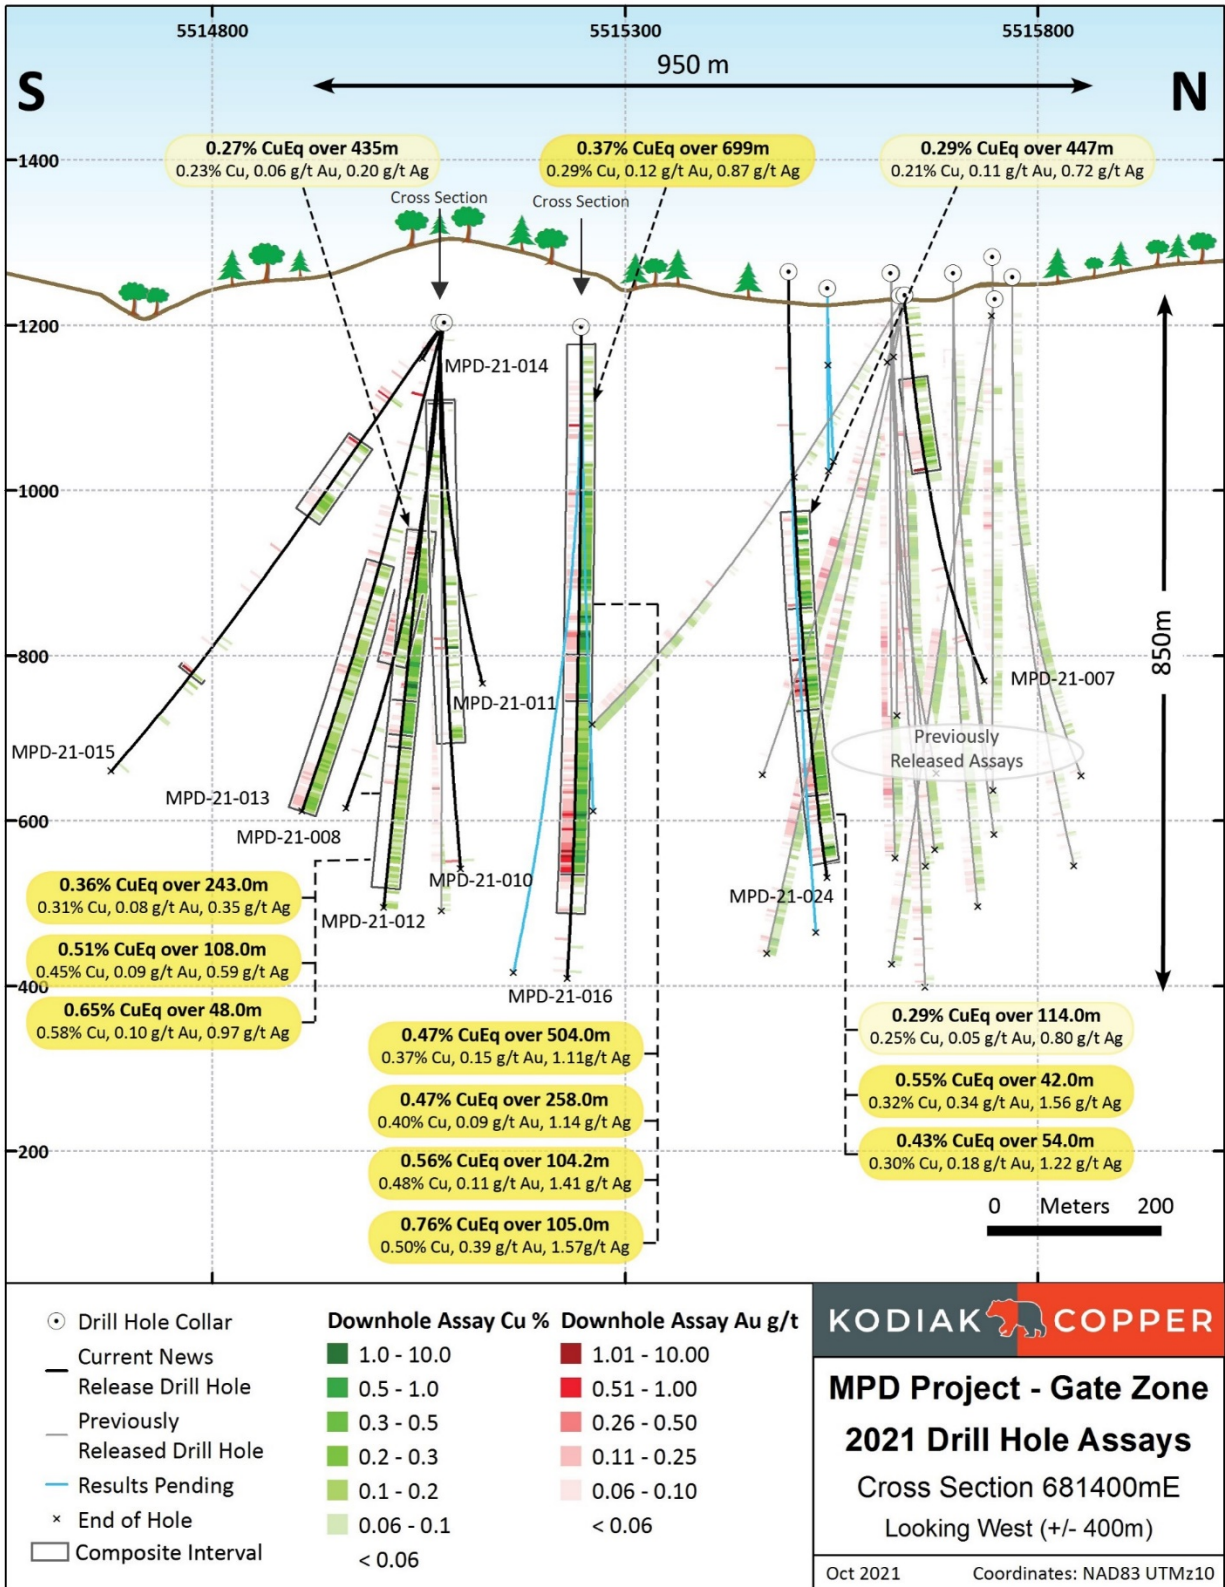 5514800
5515300
5515800
S
950 m
N
1400
0.27% CuEq over 435m
0.23% Cu, 0.06 g/t Au, 0.20 g/t Ag
0.37% CuEq over 699m
0.29% Cu, 0.12 g/t Au, 0.87 g/t Ag
0.29% CuEq over 447m
0.21% Cu, 0.11 g/t Au, 0.72 g/t Ag
Cross Section
Cross Section
1200
MPD-21-014
1000
800
850m
MPD-21-007
MPD-21-011
MPD-21-015
Previously
Released Assays
MPD-21-013
600
MPD-21-008
MPD-21-010
MPD-21-024
MPD-21-012
0.36% CuEq over 243.0m
0.31% Cu, 0.08 g/t Au, 0.35 g/t Ag
0.51% CuEq over 108.0m
0.45% Cu, 0.09 g/t Au, 0.59 g/t Ag
400
MPD-21-016
0.65% CuEq over 48.0m
0.58% Cu, 0.10 g/t Au, 0.97 g/t Ag
0.47% CuEq over 504.0m
0.37% Cu, 0.15 g/t Au, 1.11g/t Ag
0.47% CuEq over 258.0m
0.40% Cu, 0.09 g/t Au, 1.14 g/t Ag
0.56% CuEq over 104.2m
0.48% Cu, 0.11 g/t Au, 1.41 g/t Ag
0.76% CuEq over 105.0m
0.50% Cu, 0.39 g/t Au, 1.57g/t Ag
0.29% CuEq over 114.0m
0.25% Cu, 0.05 g/t Au, 0.80 g/t Ag
0.55% CuEq over 42.0m
0.32% Cu, 0.34 g/t Au, 1.56 g/t Ag
0.43% CuEq over 54.0m
0.30% Cu, 0.18 g/t Au, 1.22 g/t Ag
200
0 Meters 200
Drill Hole Collar
Current News
Release Drill Hole
Previously
Released Drill Hole
Results Pending
End of Hole
Composite Interval
Downhole Assay Cu %
1.0 - 10.0
0.5 - 1.0
0.3 - 0.5
0.2 - 0.3
0.1 - 0.2
0.06 - 0.1
< 0.06
Downhole Assay Au g/t
1.01 - 10.00
0.51 - 1.00
0.26 - 0.50
0.11 - 0.25
0.06 - 0.10
< 0.06
KODIAK COPPER
MPD Project - Gate Zone
2021 Drill Hole Assays
Cross Section 681400mE
Looking West (+/- 400m)
Oct 2021
Coordinates: NAD83 UTMz10